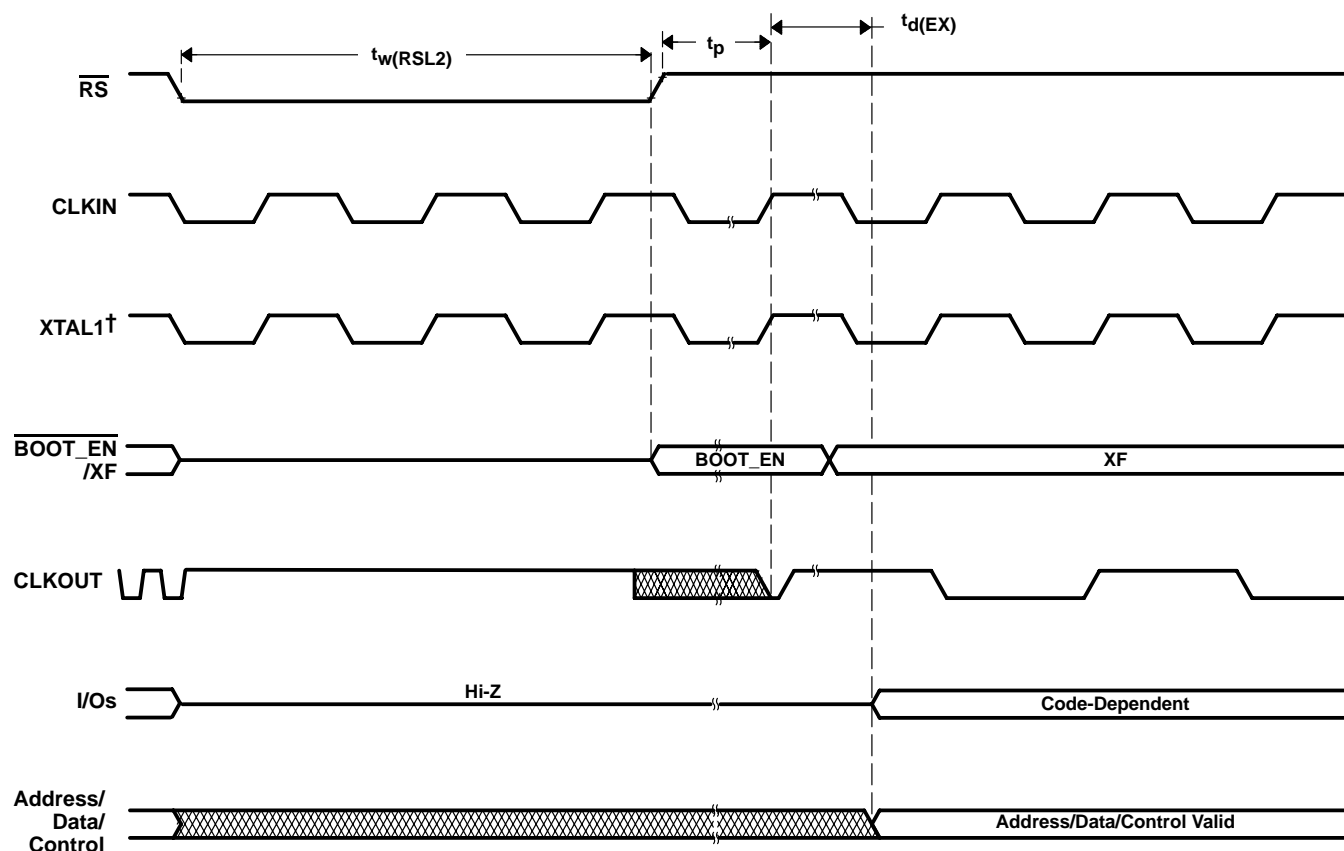 td(EX)
tw(RSL2)
tp
RS
CLKIN
XTAL1†
BOOT_EN
/XF
BOOT_EN
XF
CLKOUT
I/Os
Hi-Z
Code-Dependent
Address/
Data/
Control
Address/Data/Control Valid